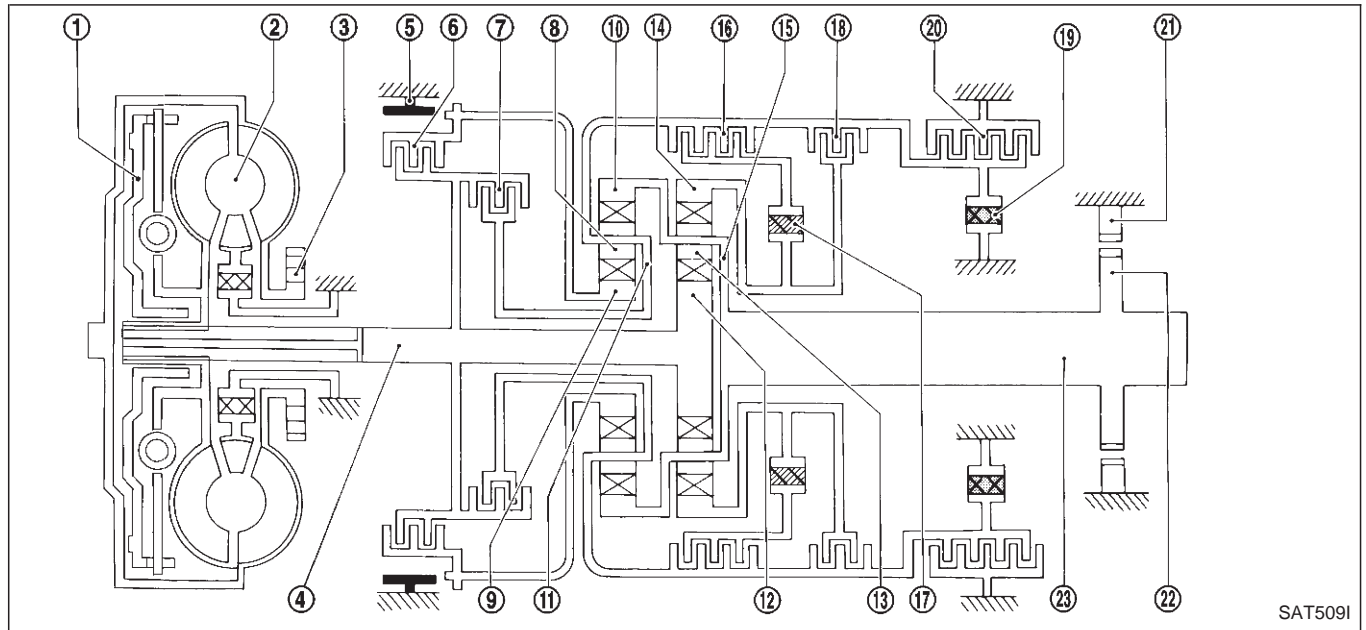 ① ② ③ ⑤ ⑥ ⑦ ⑧ ⑩ ⑭ ⑯ ⑮ ⑱ ⑳ ⑲ ㉑
④ ⑨ ⑪ ⑫ ⑬ ⑰ ㉓ ㉒
SAT509I